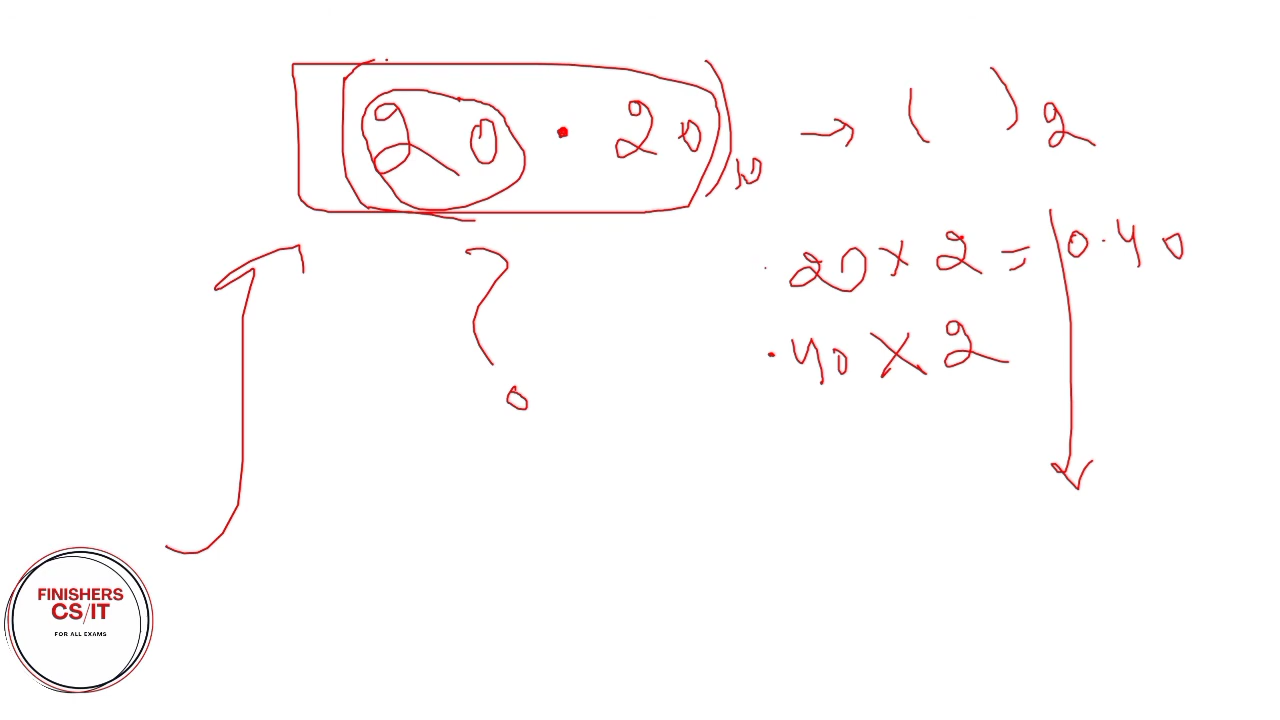 (20.20)10 → ( )2
.20 × 2 = 0.40
.40 × 2
?
FINISHERS
CS/IT
FOR ALL EXAMS